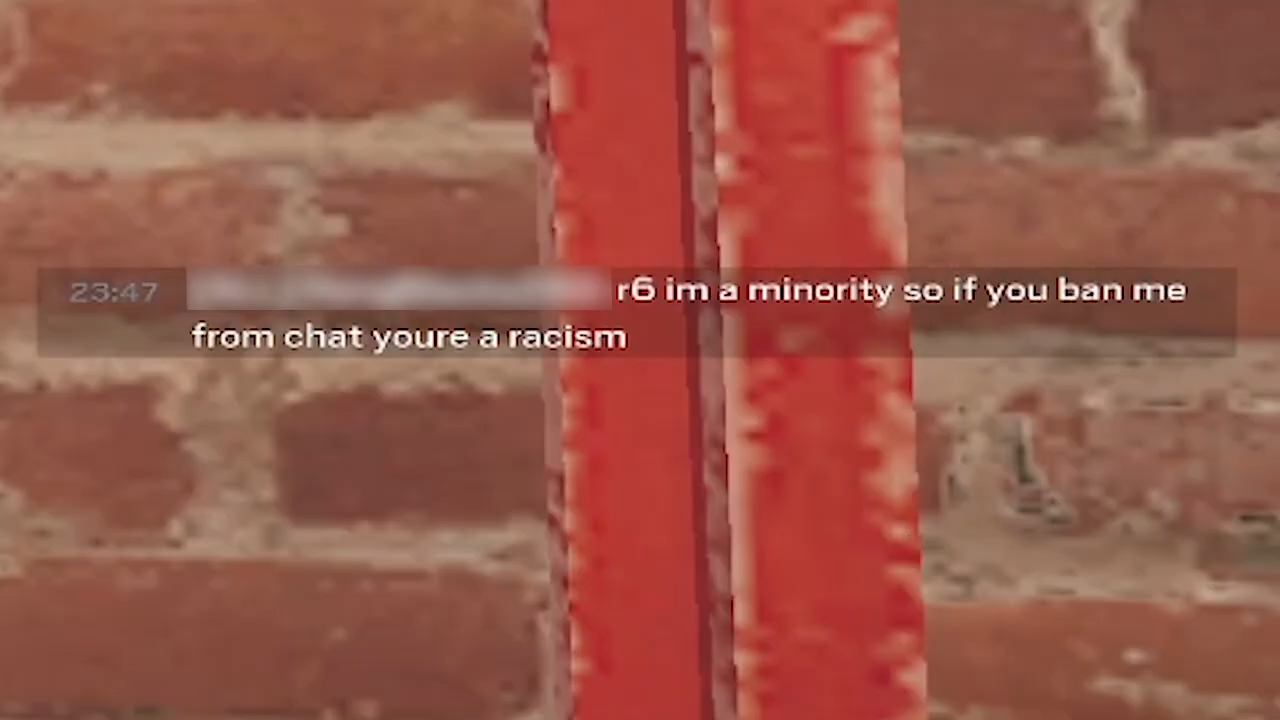 23:47 r6 im a minority so if you ban me
from chat youre a racism